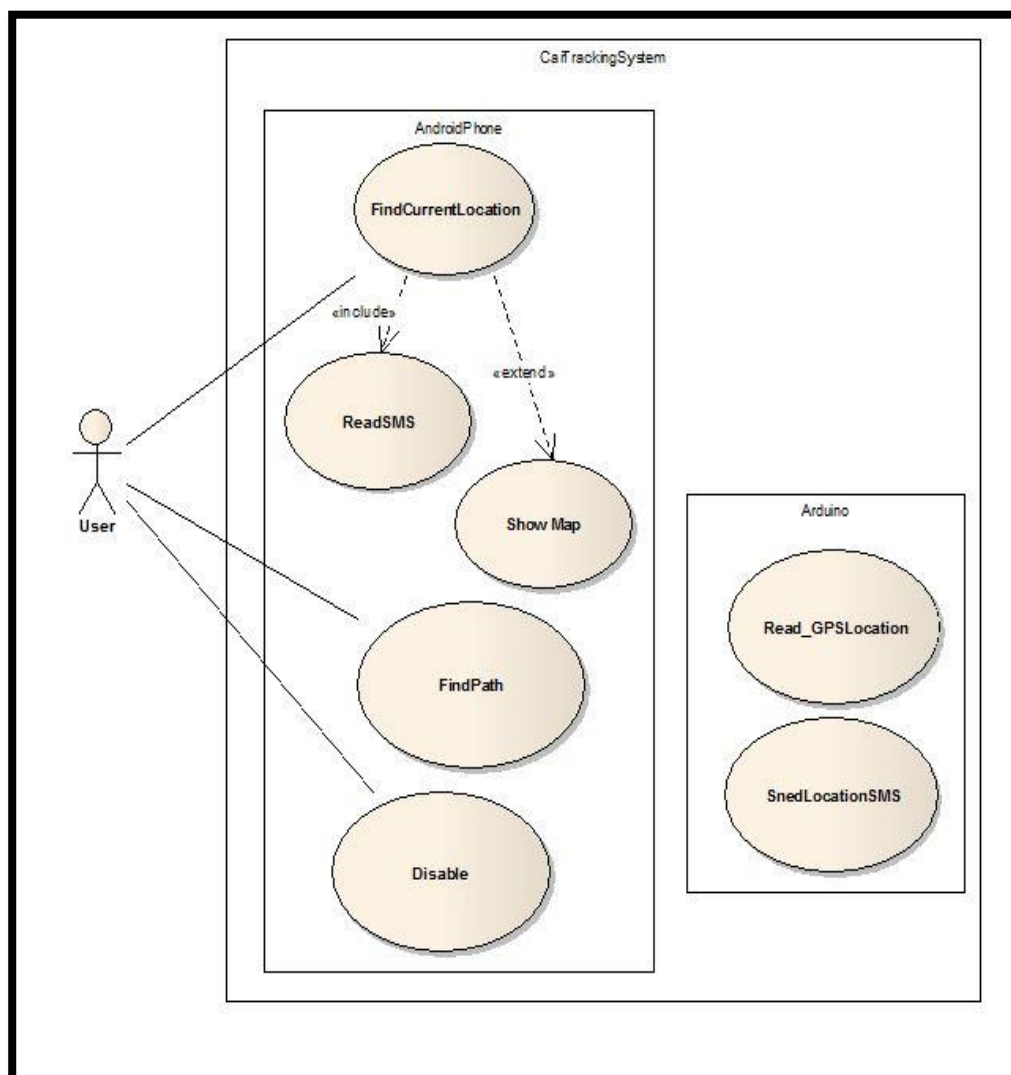 CarTrackingSystem
AndroidPhone
FindCurrentLocation
«include»
ReadSMS
«extend»
Show Map
User
Arduino
Read_GPSLocation
FindPath
SnedLocationSMS
Disable